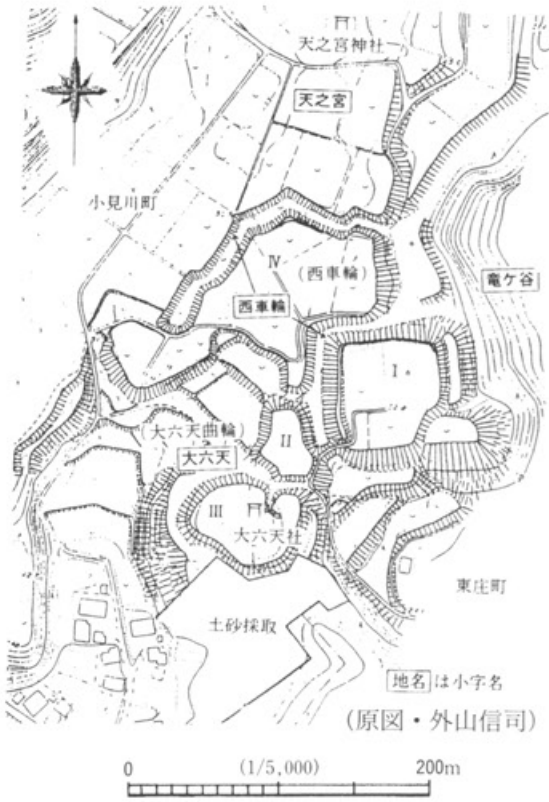 天之宮神社
天之宮
小見川町
Ⅳ
(西車輪)
西車輪
竜ケ谷
Ⅰ
(大六天曲輪)
大六天
Ⅱ
Ⅲ
大六天社
東庄町
土砂採取
地名は小字名
(原図・外山信司)
0 (1/5,000) 200m